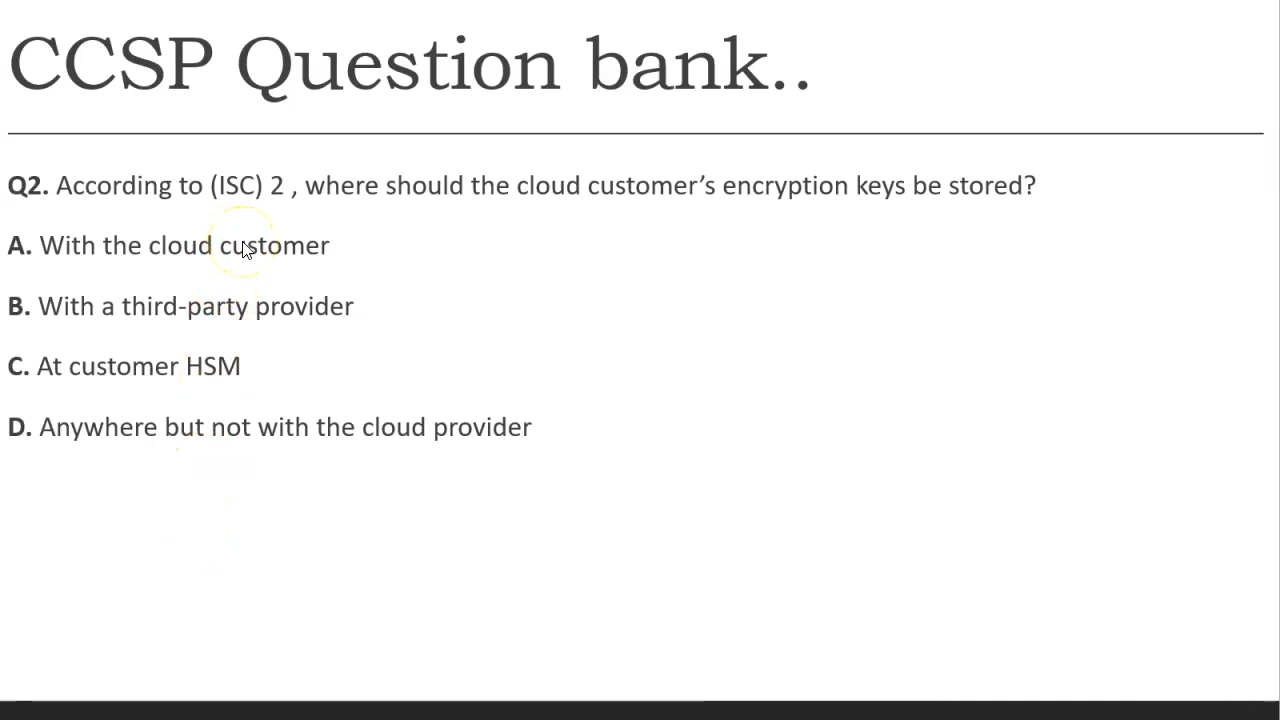 CCSP Question bank..
Q2. According to (ISC) 2 , where should the cloud customer’s encryption keys be stored?
A. With the cloud customer
B. With a third-party provider
C. At customer HSM
D. Anywhere but not with the cloud provider